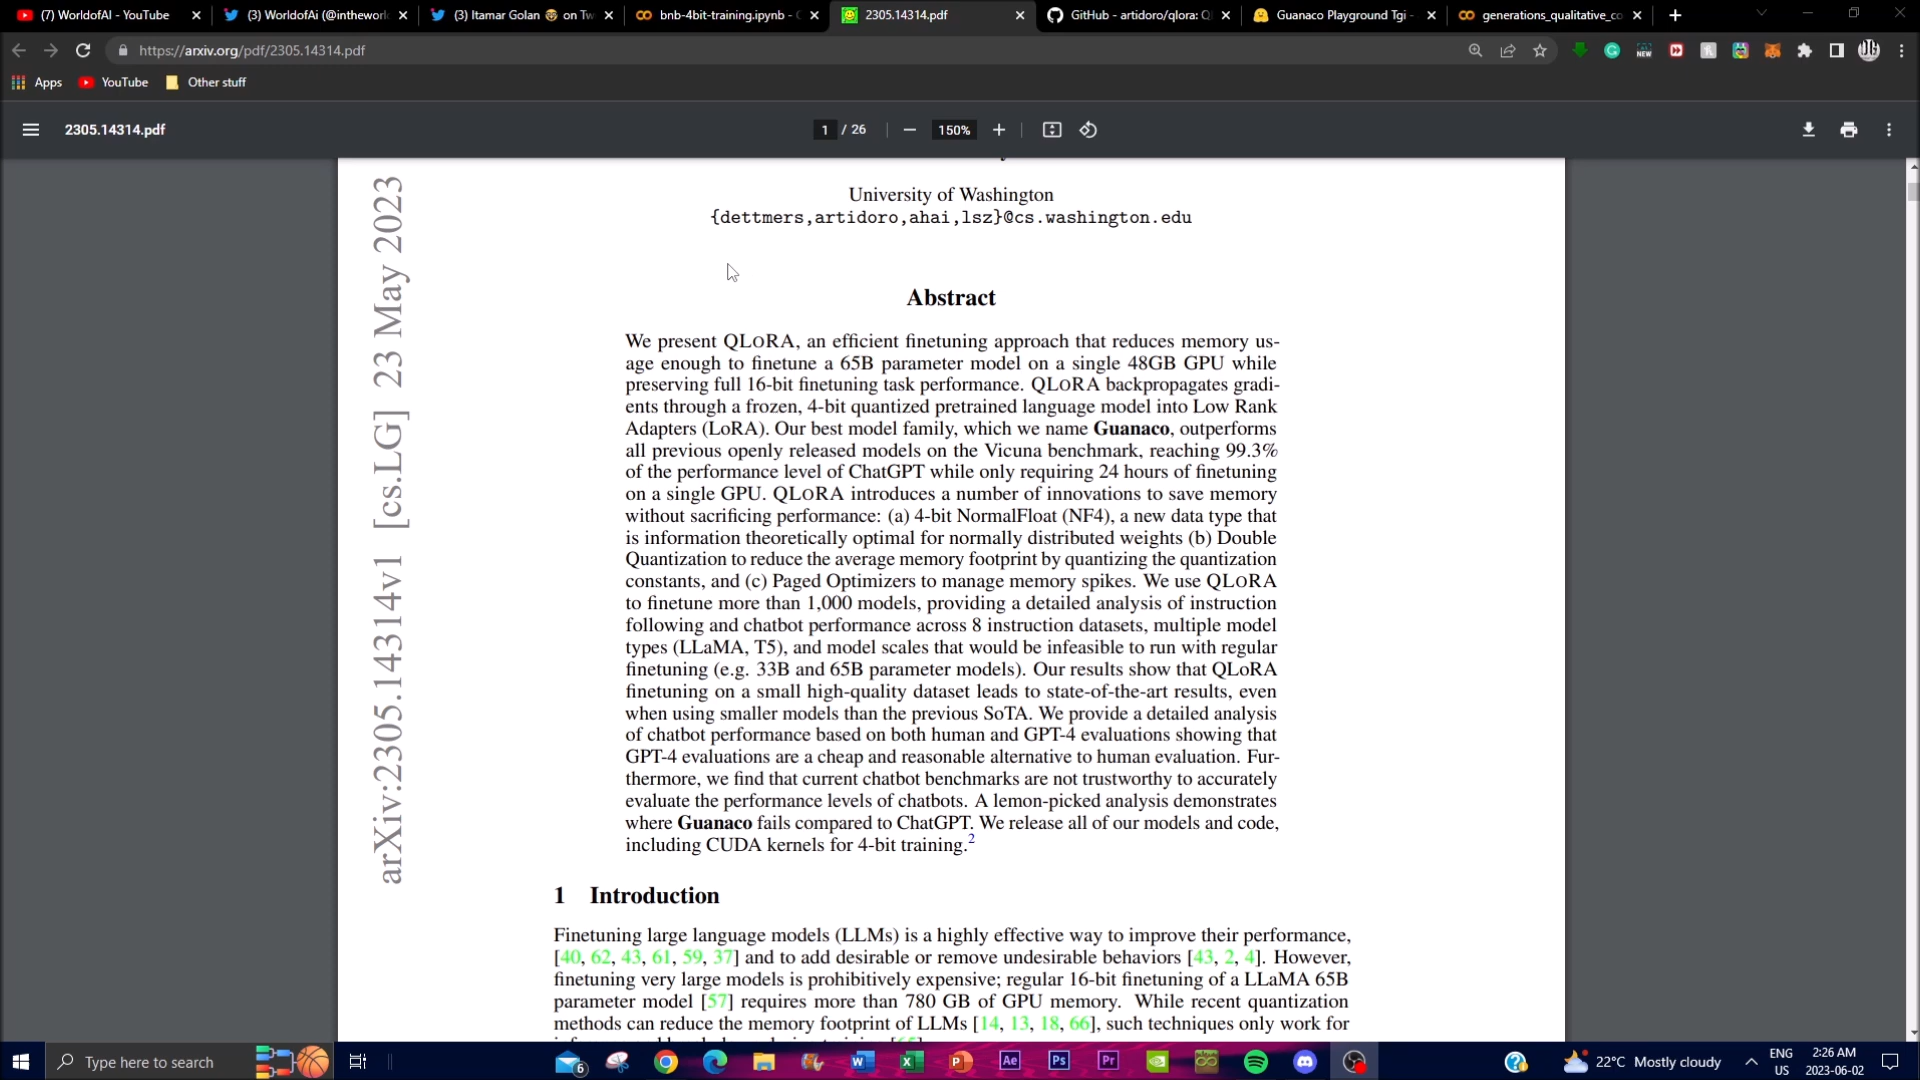 (7) WorldofAI - YouTube
(3) WorldofAi (@intheworl
(3) Itamar Golan 🤓 on Tw
bnb-4bit-training.ipynb - C
2305.14314.pdf
GitHub - artidoro/qlora: Q
Guanaco Playground Tgi -
generations_qualitative_co
https://arxiv.org/pdf/2305.14314.pdf
Apps
YouTube
Other stuff
2305.14314.pdf
1 / 26
150%
arXiv:2305.14314v1 [cs.LG] 23 May 2023
University of Washington
{dettmers,artidoro,ahai,lsz}@cs.washington.edu
Abstract
We present QLORA, an efficient finetuning approach that reduces memory us-
age enough to finetune a 65B parameter model on a single 48GB GPU while
preserving full 16-bit finetuning task performance. QLORA backpropagates gradi-
ents through a frozen, 4-bit quantized pretrained language model into Low Rank
Adapters (LoRA). Our best model family, which we name Guanaco, outperforms
all previous openly released models on the Vicuna benchmark, reaching 99.3%
of the performance level of ChatGPT while only requiring 24 hours of finetuning
on a single GPU. QLORA introduces a number of innovations to save memory
without sacrificing performance: (a) 4-bit NormalFloat (NF4), a new data type that
is information theoretically optimal for normally distributed weights (b) Double
Quantization to reduce the average memory footprint by quantizing the quantization
constants, and (c) Paged Optimizers to manage memory spikes. We use QLORA
to finetune more than 1,000 models, providing a detailed analysis of instruction
following and chatbot performance across 8 instruction datasets, multiple model
types (LLaMA, T5), and model scales that would be infeasible to run with regular
finetuning (e.g. 33B and 65B parameter models). Our results show that QLoRA
finetuning on a small high-quality dataset leads to state-of-the-art results, even
when using smaller models than the previous SoTA. We provide a detailed analysis
of chatbot performance based on both human and GPT-4 evaluations showing that
GPT-4 evaluations are a cheap and reasonable alternative to human evaluation. Fur-
thermore, we find that current chatbot benchmarks are not trustworthy to accurately
evaluate the performance levels of chatbots. A lemon-picked analysis demonstrates
where Guanaco fails compared to ChatGPT. We release all of our models and code,
including CUDA kernels for 4-bit training.2
1 Introduction
Finetuning large language models (LLMs) is a highly effective way to improve their performance,
[40, 62, 43, 61, 59, 37] and to add desirable or remove undesirable behaviors [43, 2, 4]. However,
finetuning very large models is prohibitively expensive; regular 16-bit finetuning of a LLaMA 65B
parameter model [57] requires more than 780 GB of GPU memory. While recent quantization
methods can reduce the memory footprint of LLMs [14, 13, 18, 66], such techniques only work for
Type here to search
6
Ae
Ps
Pr
22°C Mostly cloudy
ENG
US
2:26 AM
2023-06-02